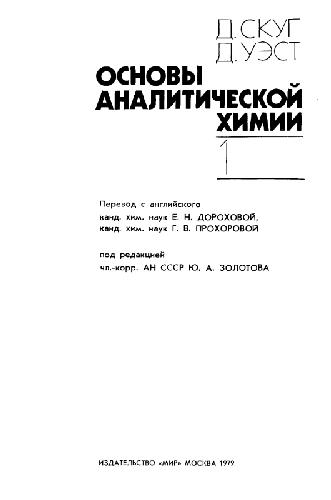 Д. СКУГ
Д. УЭСТ
ОСНОВЫ
АНАЛИТИЧЕСКОЙ
ХИМИИ
1
Перевод с английского
канд. хим. наук Е. Н. ДОРОХОВОЙ,
канд. хим. наук Г. В. ПРОХОРОВОЙ
под редакцией
чл.-корр. АН СССР Ю. А. ЗОЛОТОВА
ИЗДАТЕЛЬСТВО «МИР» МОСКВА 1979